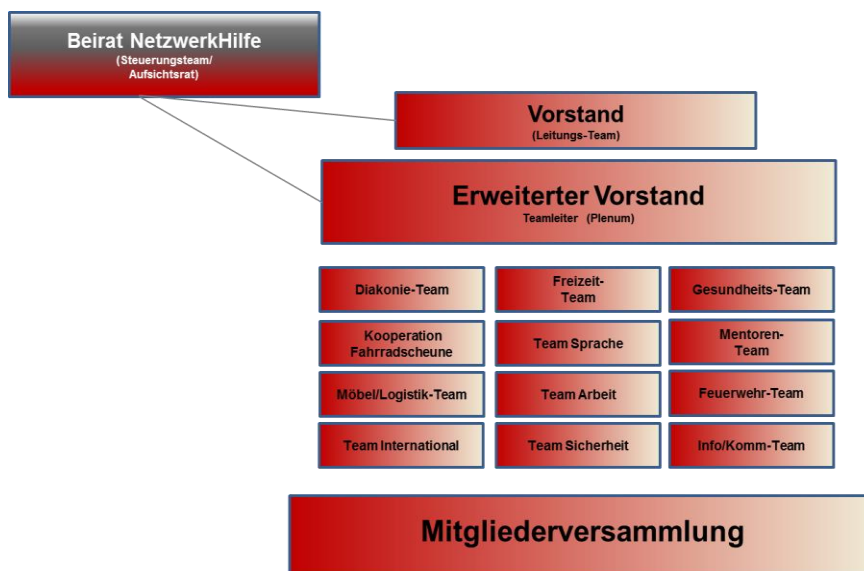 Beirat NetzwerkHilfe
(Steuerungsteam/
Aufsichtsrat)
Vorstand
(Leitungs-Team)
Erweiterter Vorstand
Teamleiter (Plenum)
Diakonie-Team
Freizeit-
Team
Gesundheits-Team
Kooperation
Fahrradscheune
Team Sprache
Mentoren-
Team
Möbel/Logistik-Team
Team Arbeit
Feuerwehr-Team
Team International
Team Sicherheit
Info/Komm-Team
Mitgliederversammlung